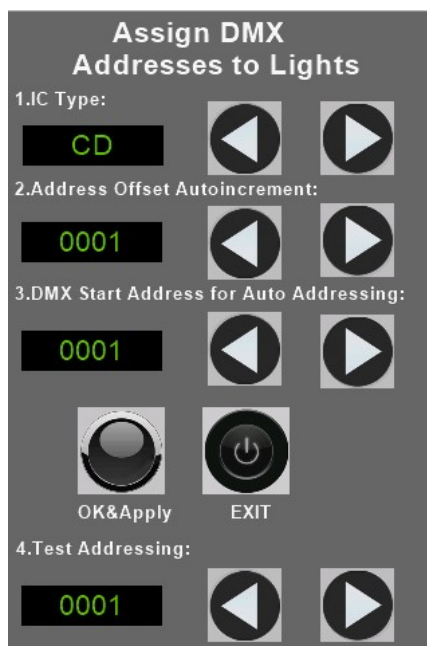 Assign DMX
Addresses to Lights
1.IC Type:
CD
2.Address Offset Autoincrement:
0001
3.DMX Start Address for Auto Addressing:
0001
OK&Apply EXIT
4.Test Addressing:
0001